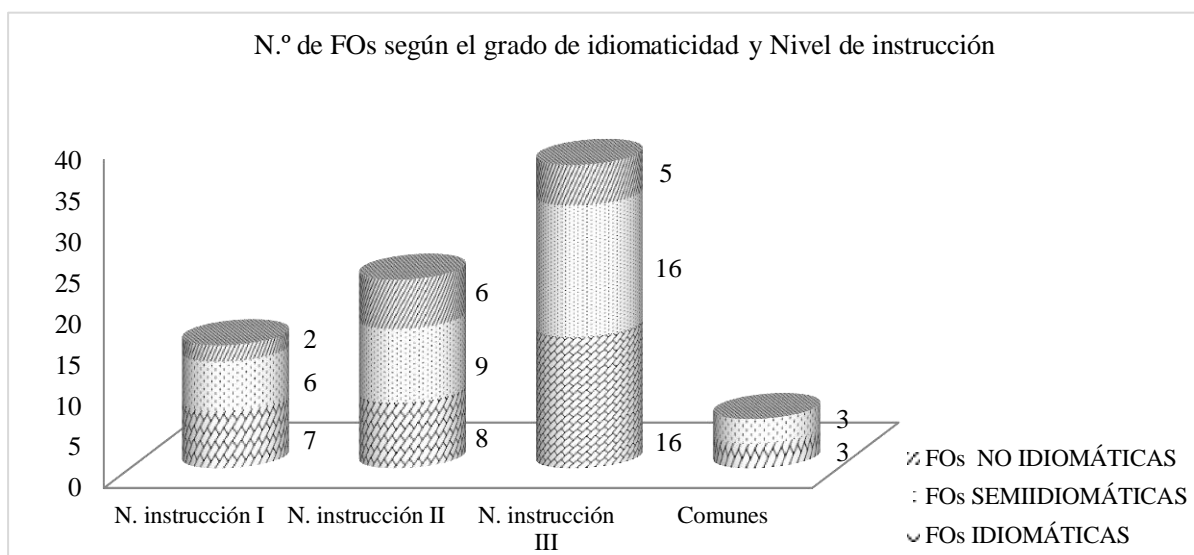 N.º de FOs según el grado de idiomaticidad y Nivel de instrucción
40
35
30
25
20
15
10
5
0
2
6
7
6
9
8
5
16
16
3
3
N. instrucción I
N. instrucción II
N. instrucción
III
Comunes
FOs NO IDIOMÁTICAS
FOs SEMIIDIOMÁTICAS
FOs IDIOMÁTICAS